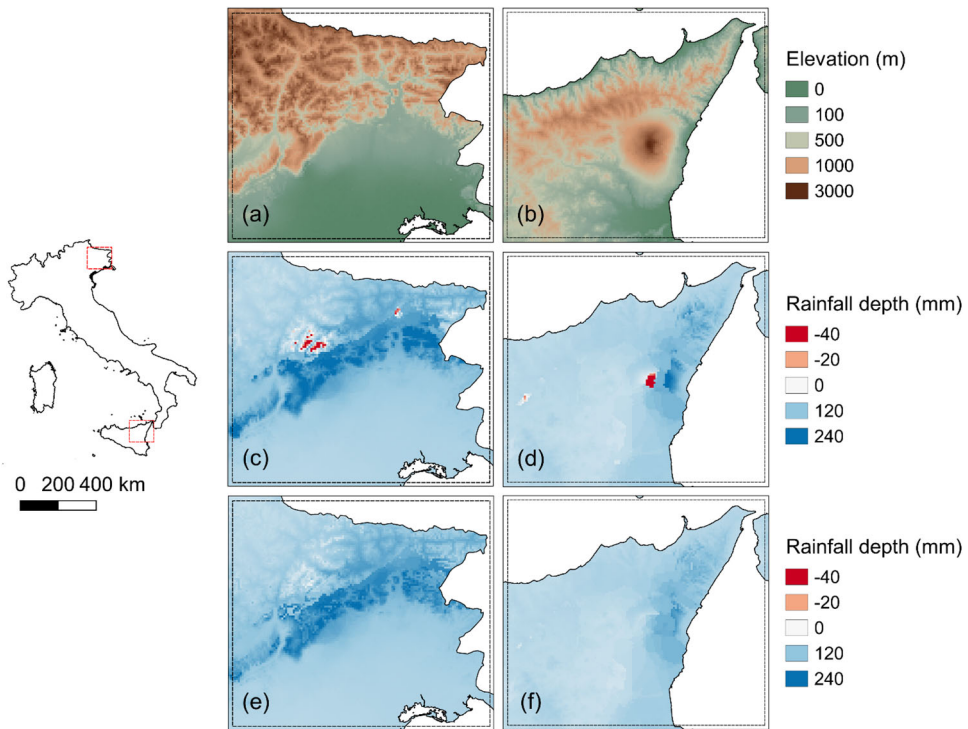 Elevation (m)
0
100
500
1000
3000
(a)
(b)
Rainfall depth (mm)
-40
-20
0
120
240
(c)
(d)
0 200 400 km
Rainfall depth (mm)
-40
-20
0
120
240
(e)
(f)